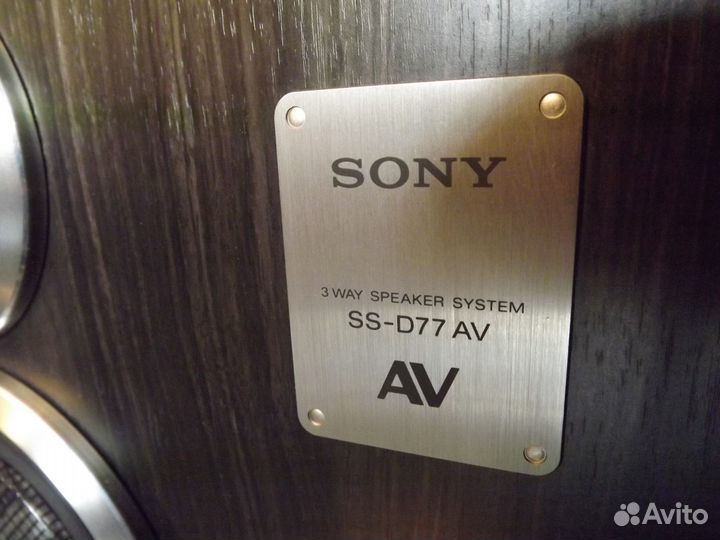 SONY
3 WAY SPEAKER SYSTEM
SS-D77 AV
AV
Avito